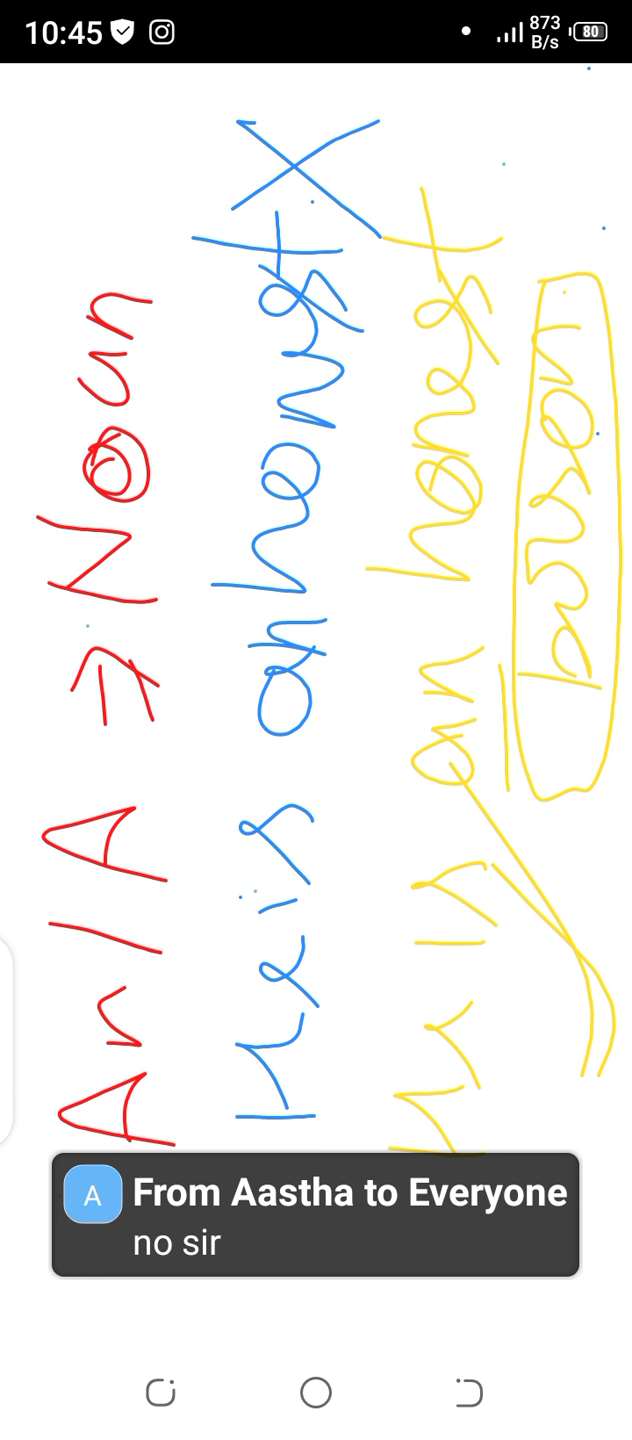 10:45 873 B/s 80
An / A → Noun
He is an honest X
is an honest
person
A From Aastha to Everyone
no sir